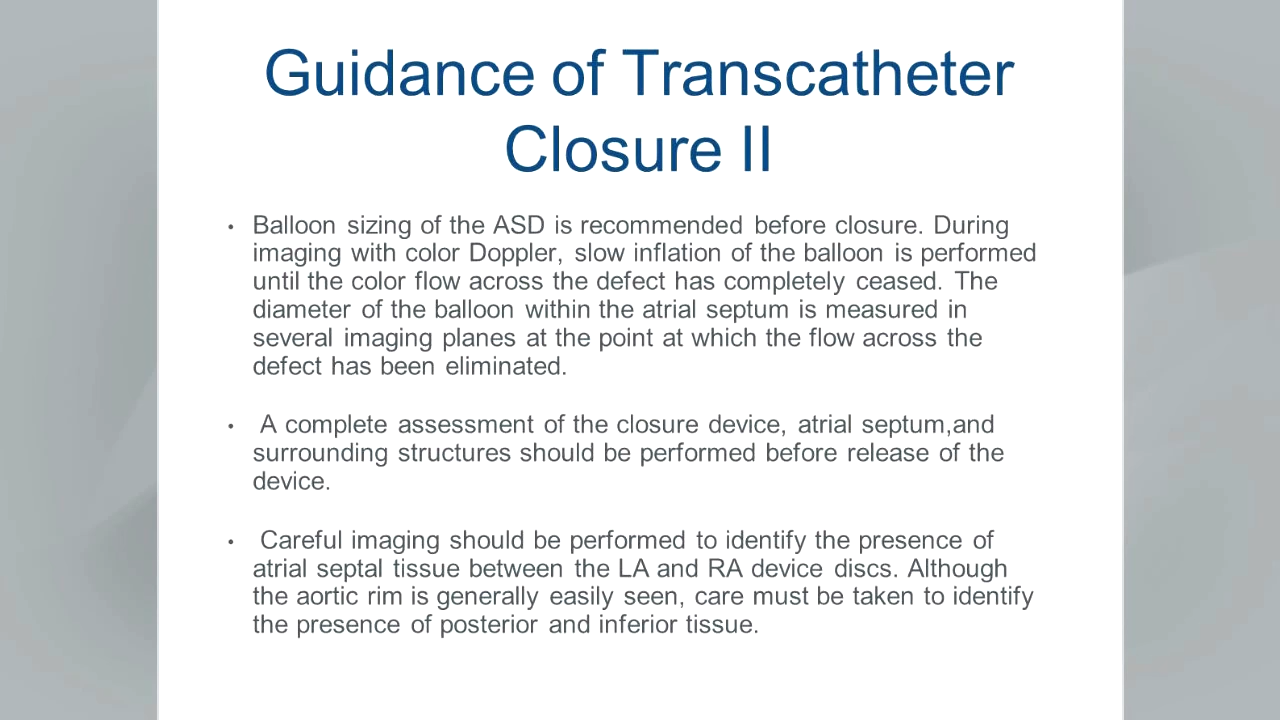 Guidance of Transcatheter
Closure II
• Balloon sizing of the ASD is recommended before closure. During
imaging with color Doppler, slow inflation of the balloon is performed
until the color flow across the defect has completely ceased. The
diameter of the balloon within the atrial septum is measured in
several imaging planes at the point at which the flow across the
defect has been eliminated.
• A complete assessment of the closure device, atrial septum,and
surrounding structures should be performed before release of the
device.
• Careful imaging should be performed to identify the presence of
atrial septal tissue between the LA and RA device discs. Although
the aortic rim is generally easily seen, care must be taken to identify
the presence of posterior and inferior tissue.